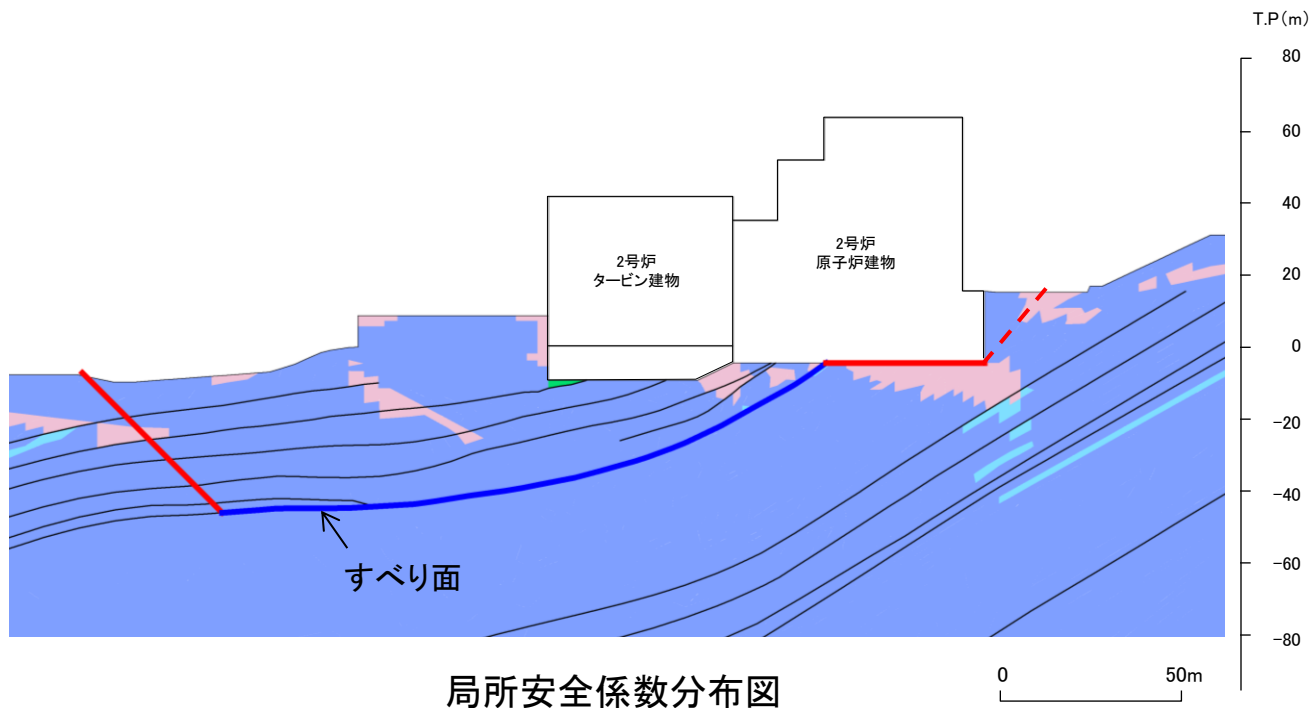 T.P(m)
80
60
40
20
0
-20
-40
-60
-80
2号炉
タービン建物
2号炉
原子炉建物
すべり面
局所安全係数分布図
0
50m